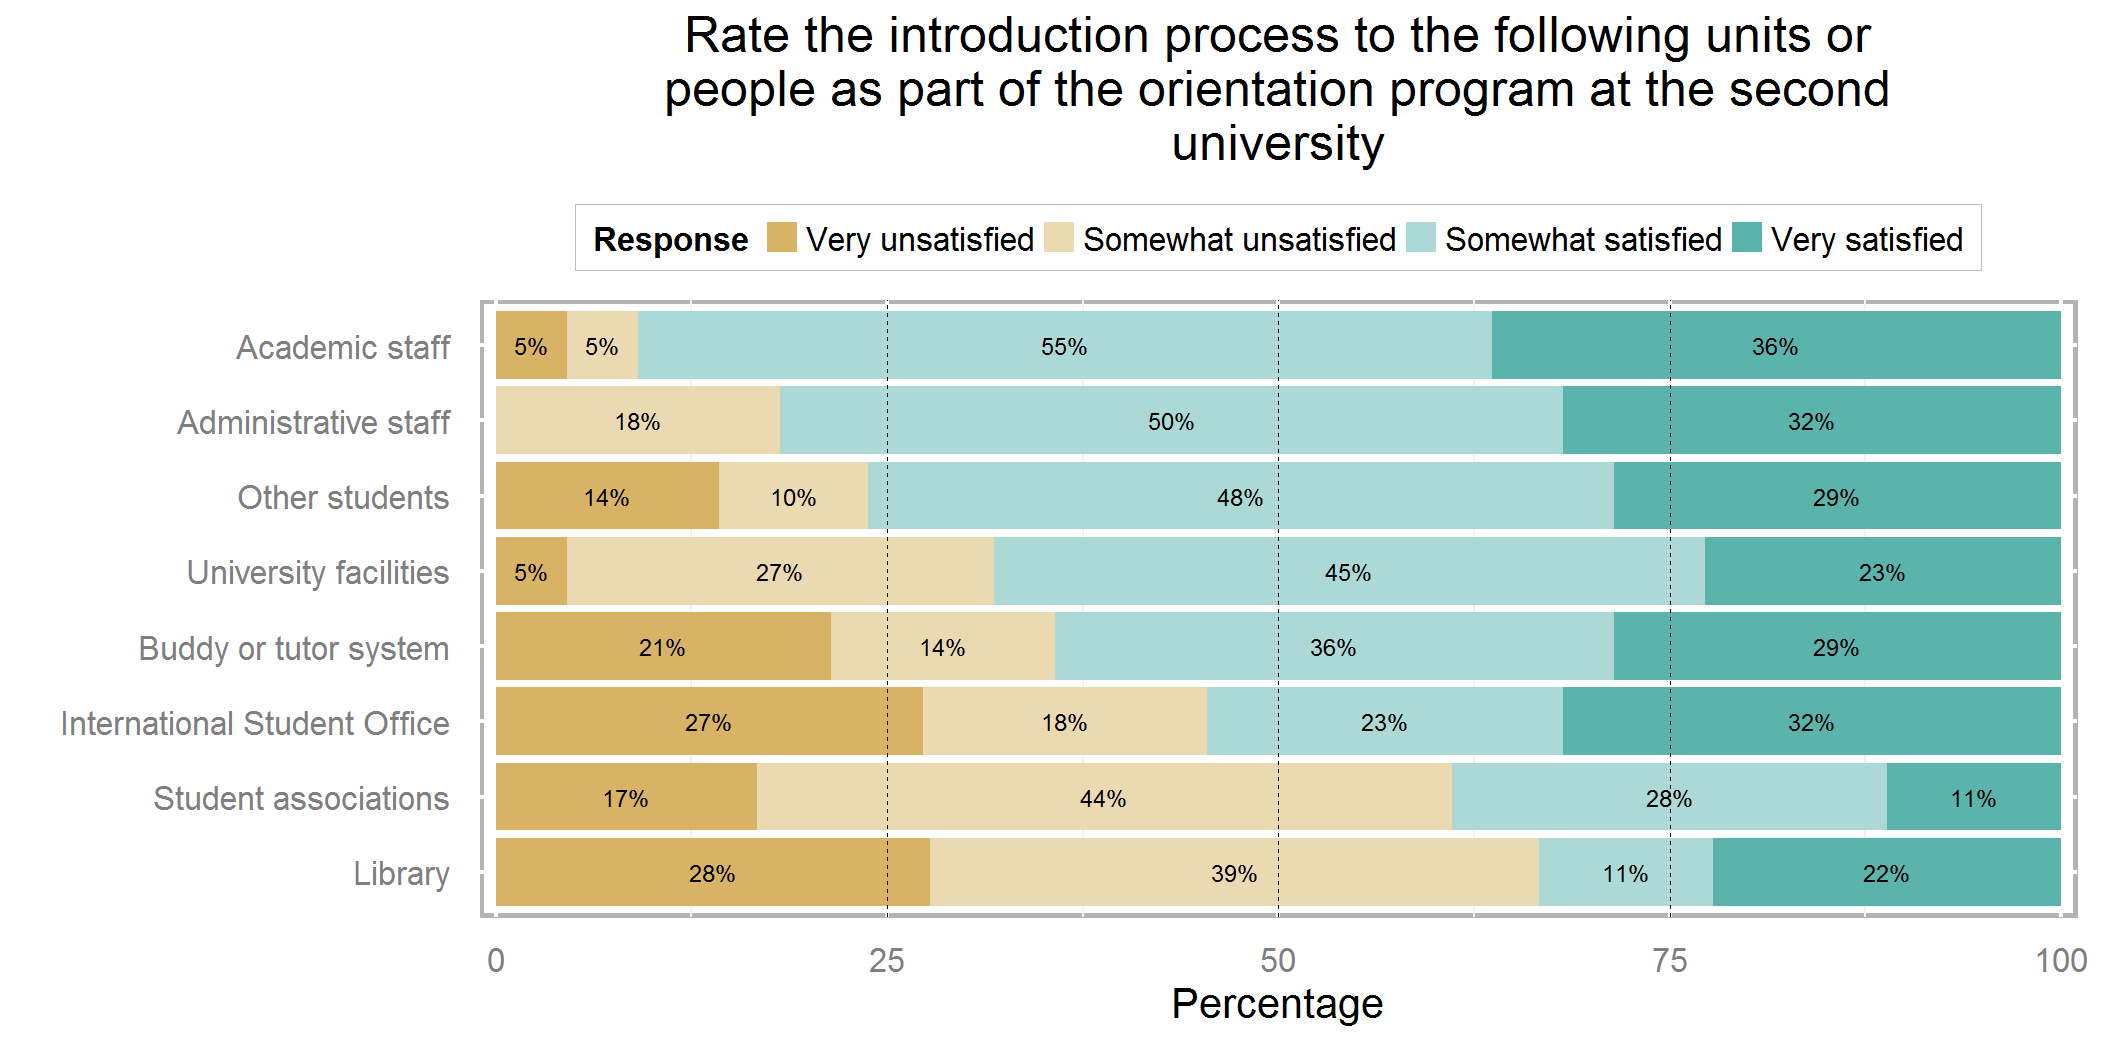 Rate the introduction process to the following units or
people as part of the orientation program at the second
university
Response Very unsatisfied Somewhat unsatisfied Somewhat satisfied Very satisfied
Academic staff 5% 5% 55% 36%
Administrative staff 18% 50% 32%
Other students 14% 10% 48% 29%
University facilities 5% 27% 45% 23%
Buddy or tutor system 21% 14% 36% 29%
International Student Office 27% 18% 23% 32%
Student associations 17% 44% 28% 11%
Library 28% 39% 11% 22%
0 25 50 75 100
Percentage